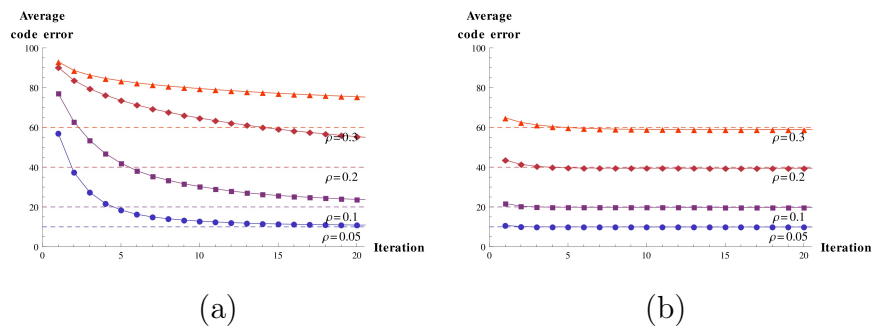 Average
code error
100
80
60
40
20
0
0
5
10
15
20
Iteration
ρ=0.3
ρ=0.2
ρ=0.1
ρ=0.05
(a)
Average
code error
100
80
60
40
20
0
0
5
10
15
20
Iteration
ρ=0.3
ρ=0.2
ρ=0.1
ρ=0.05
(b)